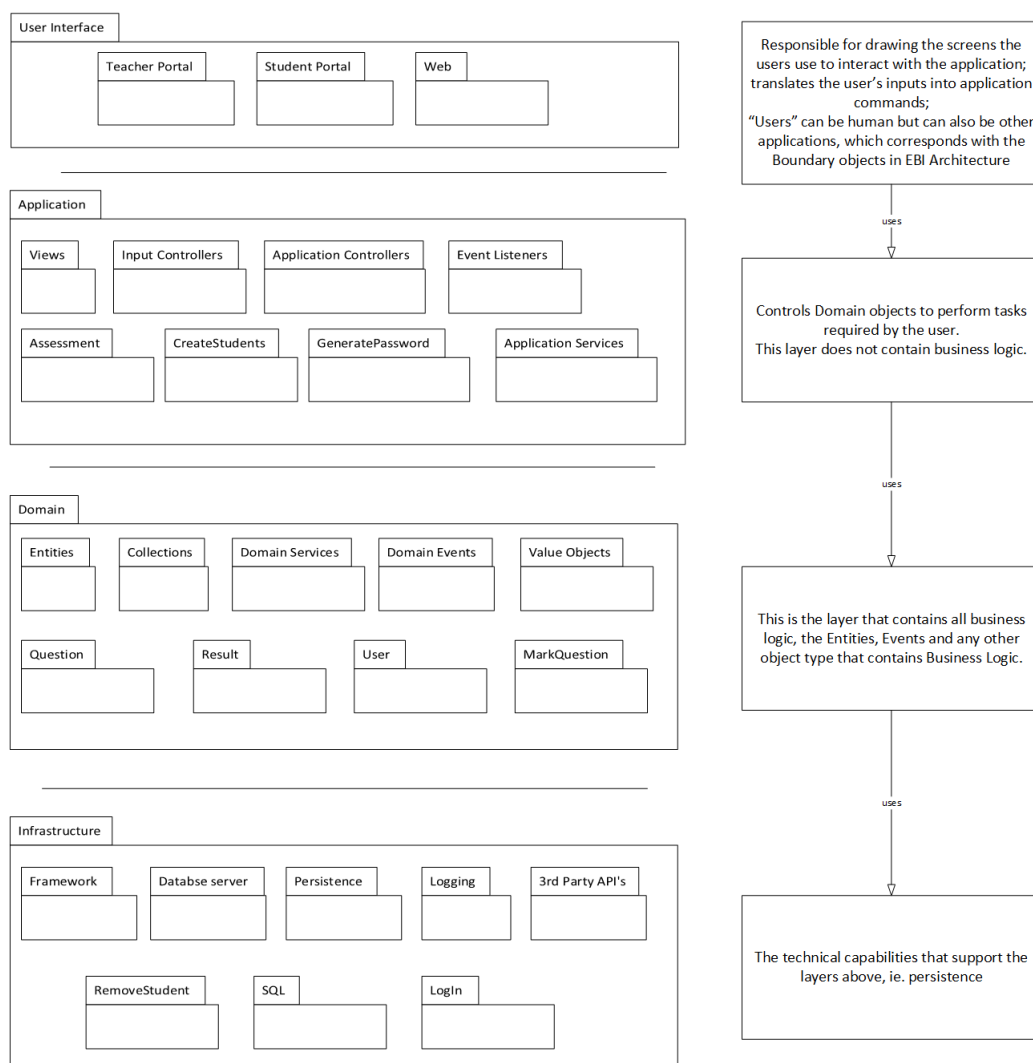 User Interface
Teacher Portal
Student Portal
Web
Responsible for drawing the screens the
users use to interact with the application;
translates the user’s inputs into application
commands;
“Users” can be human but can also be other
applications, which corresponds with the
Boundary objects in EBI Architecture
uses
Application
Views
Input Controllers
Application Controllers
Event Listeners
Assessment
CreateStudents
GeneratePassword
Application Services
Controls Domain objects to perform tasks
required by the user.
This layer does not contain business logic.
uses
Domain
Entities
Collections
Domain Services
Domain Events
Value Objects
Question
Result
User
MarkQuestion
This is the layer that contains all business
logic, the Entities, Events and any other
object type that contains Business Logic.
uses
Infrastructure
Framework
Databse server
Persistence
Logging
3rd Party API's
RemoveStudent
SQL
LogIn
The technical capabilities that support the
layers above, ie. persistence